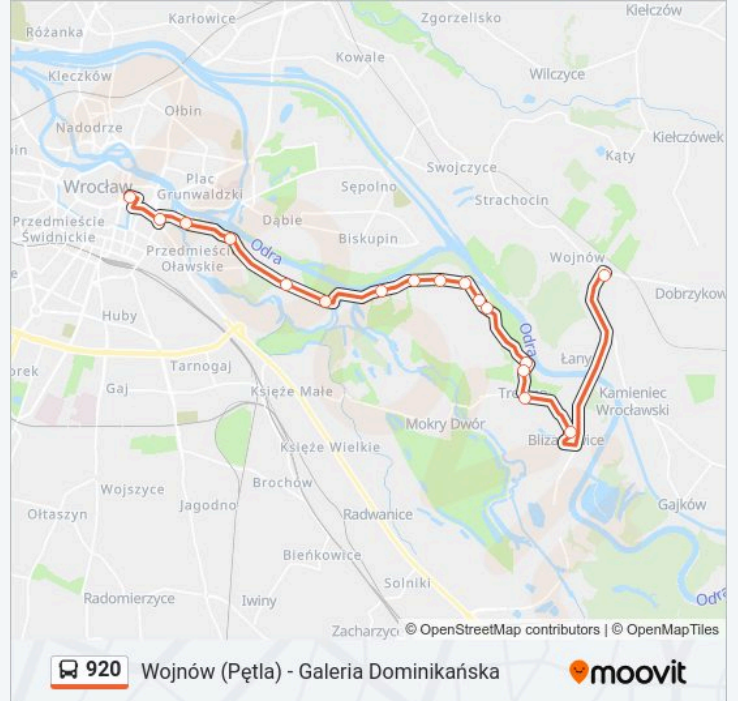 Kiełczów
Karłowice
Zgorzelisko
Różanka
Kowale
Kleczków
Wilczyce
Ołbin
Nadodrze
Kiełczówek
Kąty
Swojczyce
Plac
Grunwaldzki
Wrocław
Sępolno
Strachocin
Dąbie
Przedmieście
Świdnickie
Biskupin
Odra
Wojnów
Przedmieście
Oławskie
Dobrzykow
Huby
Odra
Łany
Tarnogaj
Gaj
Księże Małe
Kamieniec
Wrocławski
Mokry Dwór
Księże Wielkie
Brochów
Wojszyce
Jagodno
Gajków
Ołtaszyn
Radwanice
Bieńkowice
Solniki
Radomierzyce
Iwiny
Odra
Zacharzyc
© OpenStreetMap contributors | © OpenMapTiles
920 Wojnów (Pętla) - Galeria Dominikańska
moovit